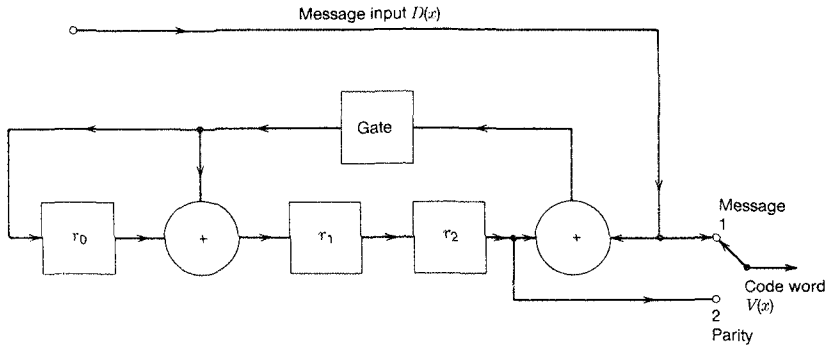 Message input D(x)
Gate
r₀
+
r₁
r₂
+
Message
1
Code word
V(x)
2
Parity